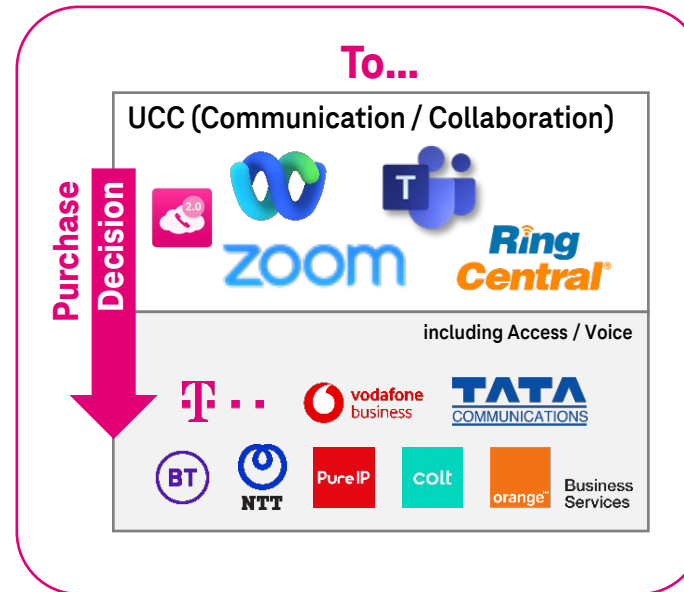 To...
UCC (Communication / Collaboration)
Purchase
Decision
2.0
T
zoom
Ring
Central®
including Access / Voice
T
vodafone
business
TATA
COMMUNICATIONS
BT
NTT
PureIP
colt
orange™
Business
Services